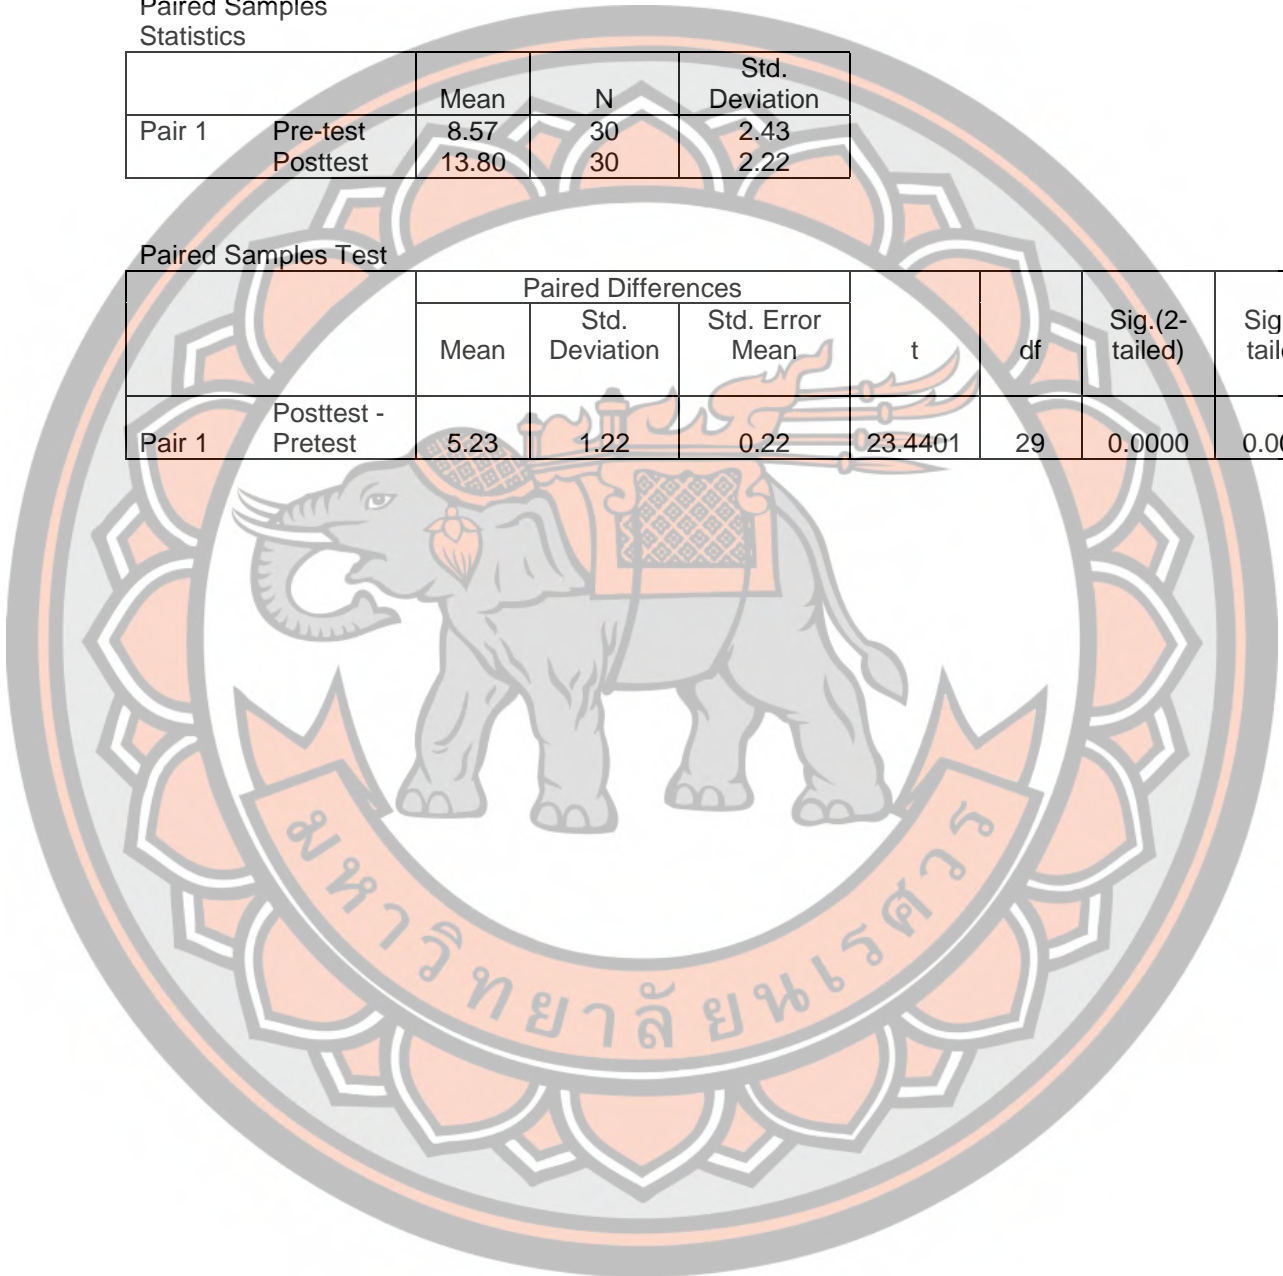 Paired Samples
Statistics
Mean N Std. Deviation
Pair 1 Pre-test 8.57 30 2.43
Posttest 13.80 30 2.22
Paired Samples Test
Paired Differences
Mean Std. Deviation Std. Error Mean t df Sig.(2-tailed)
Pair 1 Posttest - Pretest 5.23 1.22 0.22 23.4401 29 0.0000
มหาวิทยาลัยนเรศวร